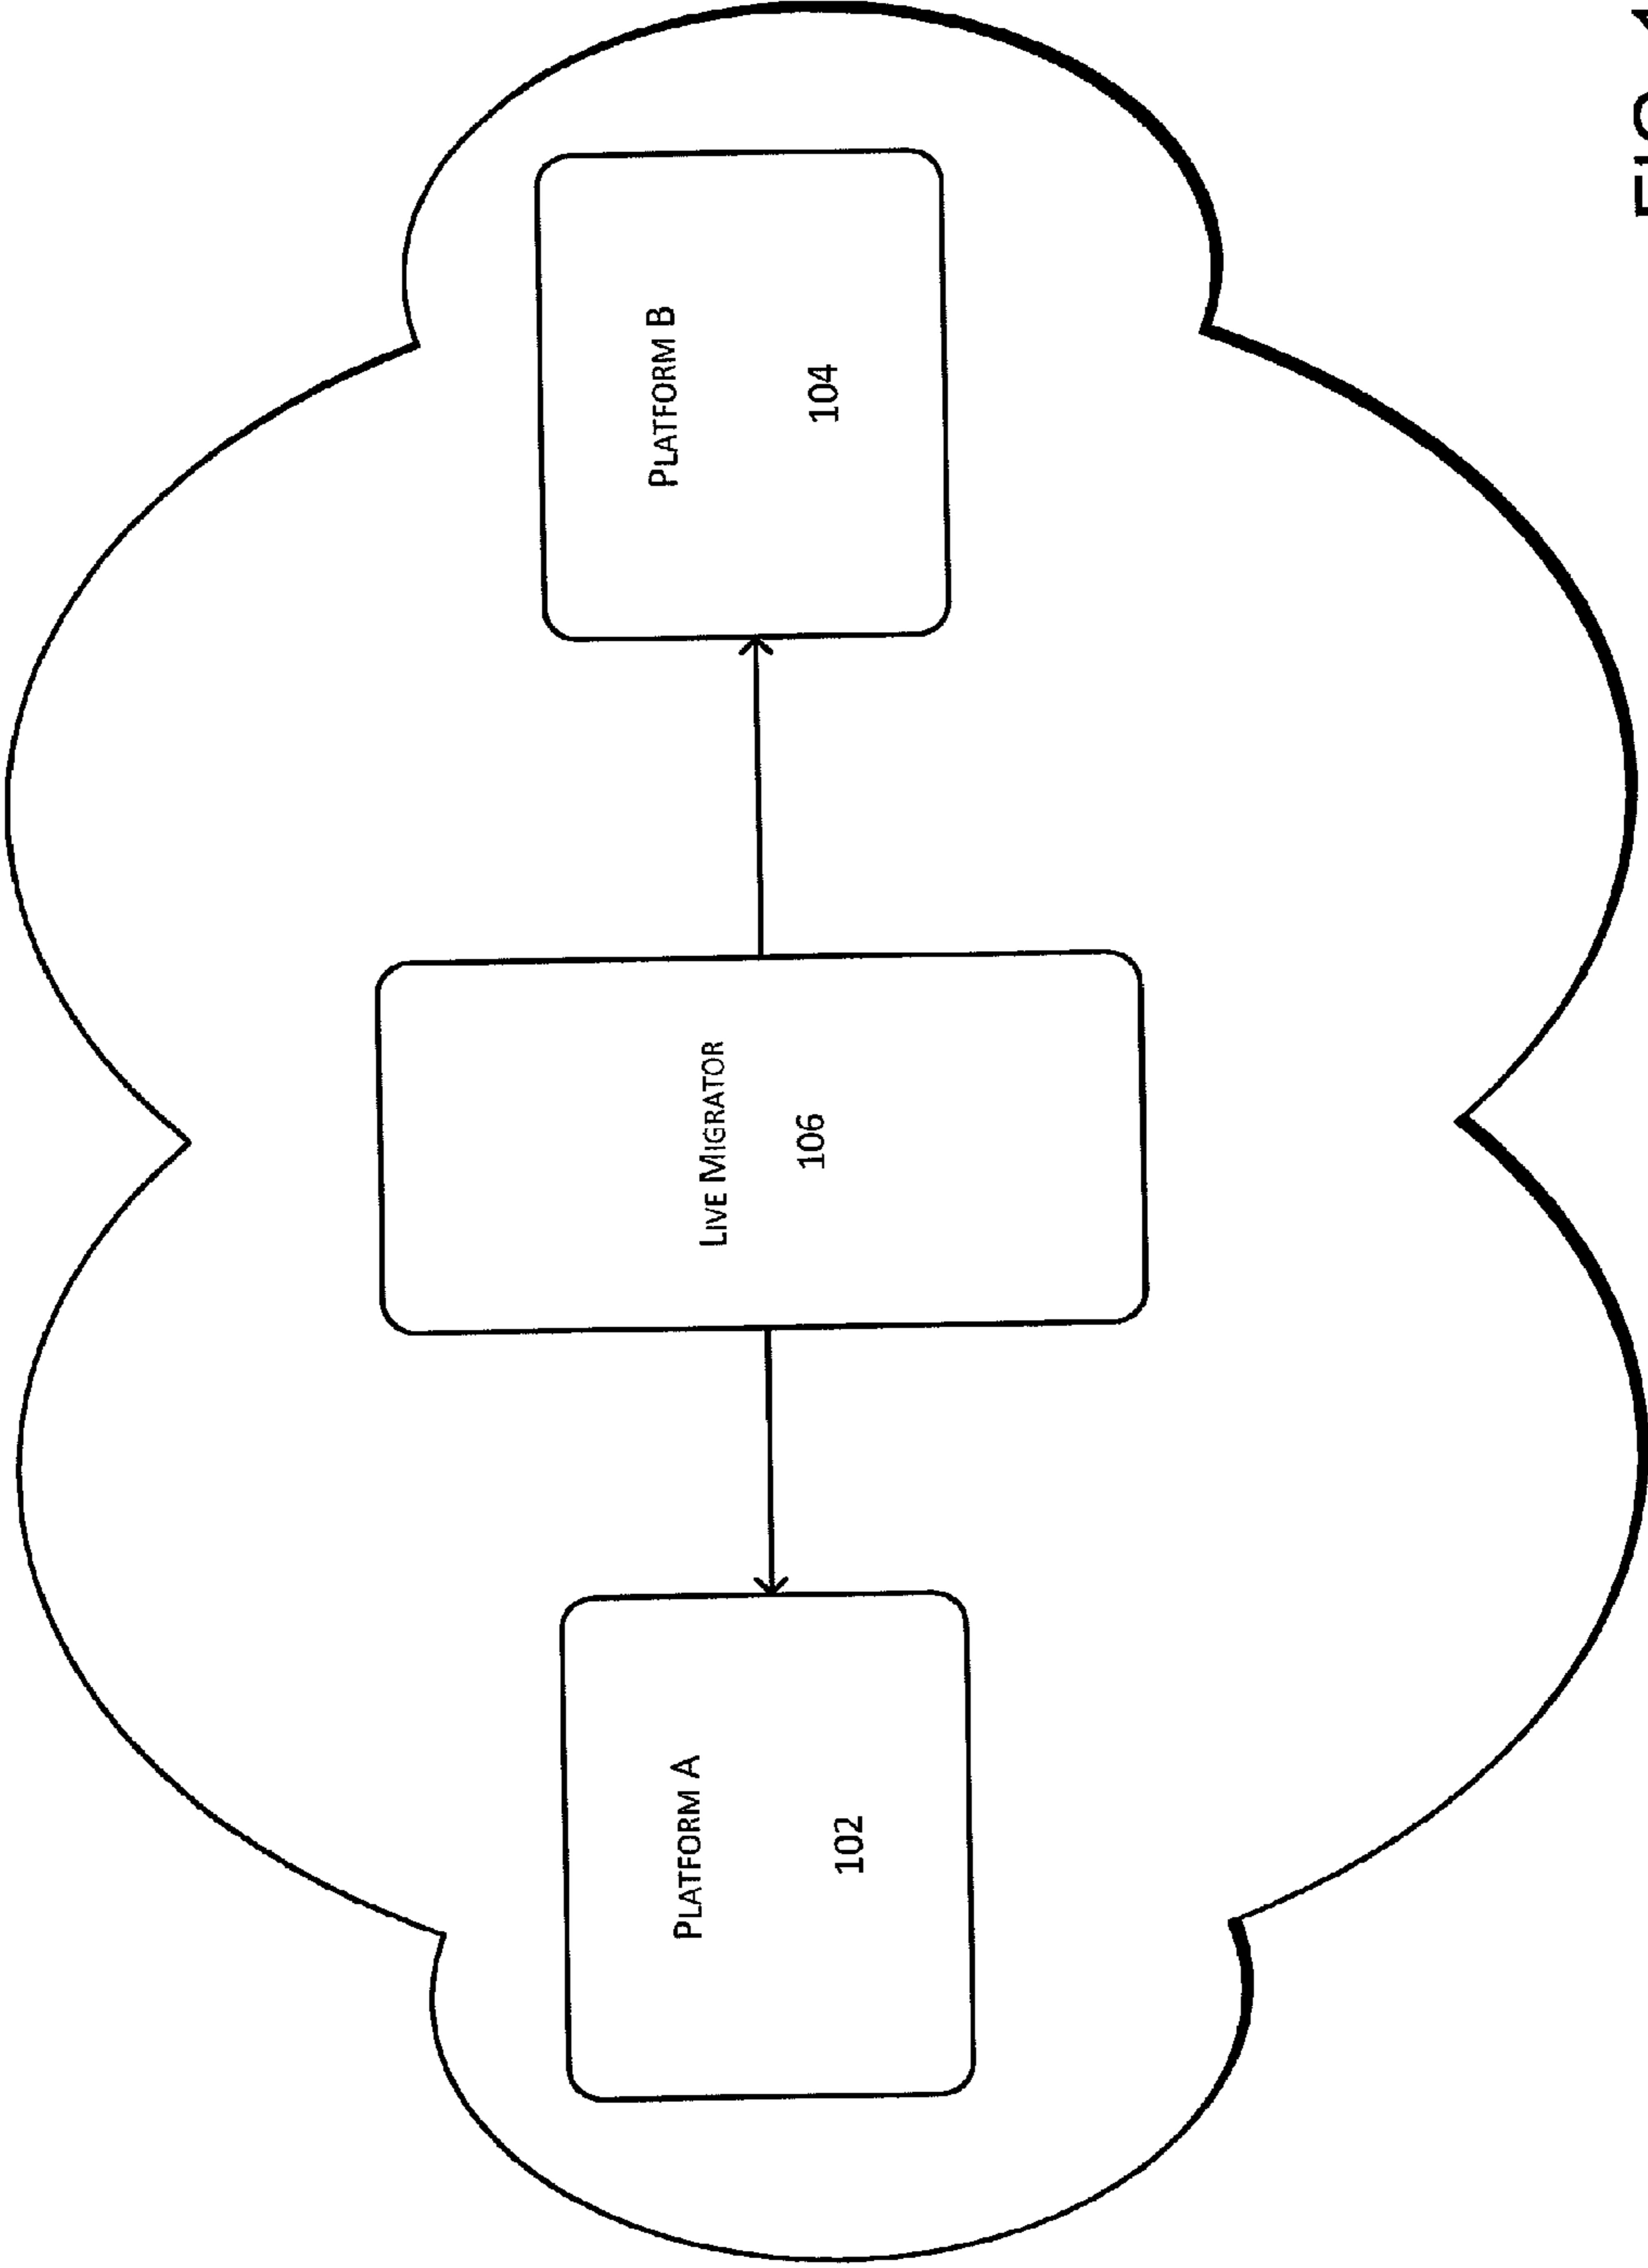 PLATFORM A
102
LIVE MIGRATOR
106
PLATFORM B
104